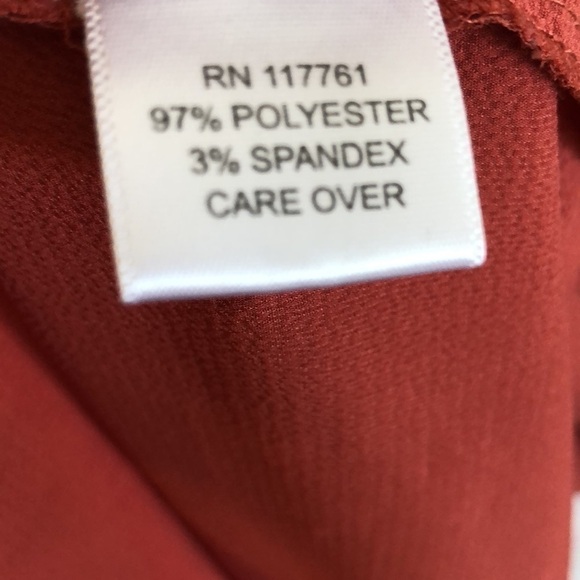 RN 117761
97% POLYESTER
3% SPANDEX
CARE OVER